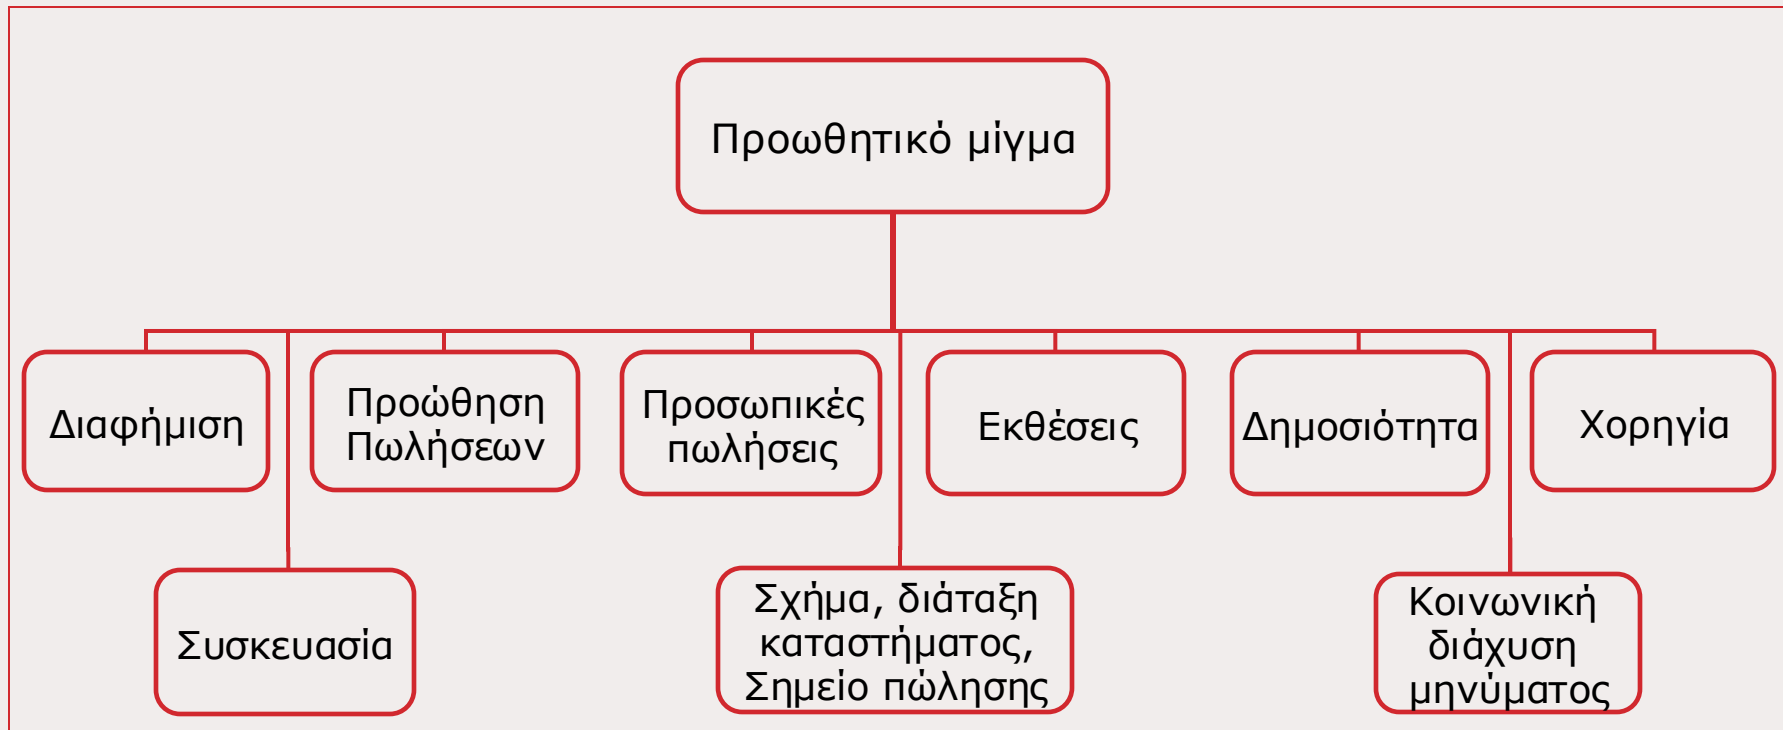 Προωθητικό μίγμα
Διαφήμιση
Προώθηση
Πωλήσεων
Προσωπικές
πωλήσεις
Εκθέσεις
Δημοσιότητα
Χορηγία
Συσκευασία
Σχήμα, διάταξη
καταστήματος,
Σημείο πώλησης
Κοινωνική
διάχυση
μηνύματος